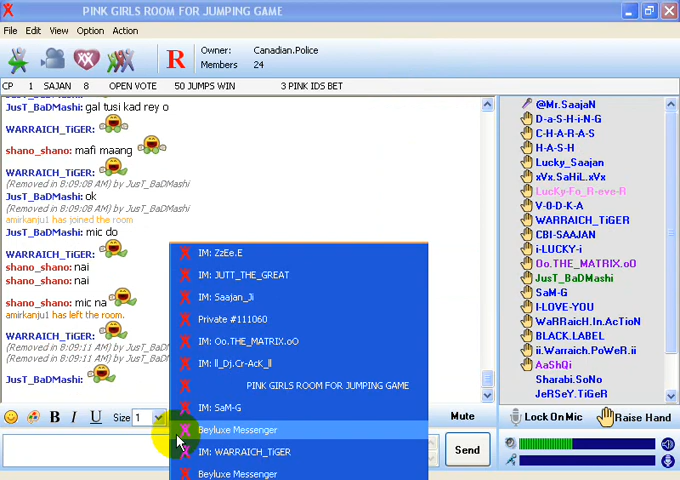 PINK GIRLS ROOM FOR JUMPING GAME
File Edit View Option Action
R
Owner: Canadian.Police
Members 24
CP 1 SAJAN 8 OPEN VOTE 50 JUMPS WIN 3 PINK IDS BET
JusT_BaDMashi: gal tusi kad rey o
WARRAICH_TiGER:
shano_shano: mafi maang
WARRAICH_TiGER:
(Removed in 8:09:08 AM) by JusT_BaDMashi
JusT_BaDMashi: ok
(Removed in 8:09:08 AM) by JusT_BaDMashi
amirkanju1 has joined the room
JusT_BaDMashi: mic do
WARRAICH_TiGER:
shano_shano: nai
shano_shano: nai
shano_shano: mic na
amirkanju1 has left the room.
WARRAICH_TiGER:
(Removed in 8:09:11 AM) by JusT_BaDMashi
(Removed in 8:09:11 AM) by JusT_BaDMashi
JusT_BaDMashi:
IM: ZzEe.E
IM: JUTT_THE_GREAT
IM: Saajan_Ji
Private #111060
IM: Oo.THE_MATRIX.oO
IM: ll_Dj.Cr-AcK_ll
PINK GIRLS ROOM FOR JUMPING GAME
IM: SaM-G
Beyluxe Messenger
IM: WARRAICH_TiGER
Beyluxe Messenger
@Mr.SaajaN
D-a-SH-i-N-G
C-H-A-R-A-S
H-A-S-H
Lucky_Saajan
xVx.SaHiL.xVx
LucKy-Fo_R-eve-R
V-0-D-K-A
WARRAICH_TiGER
CBI-SAJAN
i-LUCKY-i
Oo.THE_MATRIX.oO
JusT_BaDMashi
SaM-G
I-LOVE-YOU
WaRRaicH.In.AcTiON
BLACK.LABEL
ii.Warraich.PoWeR.ii
AaShQi
Sharabi.SoNo
JeRSeY.TiGeR
B I U Size 1
Mute
Lock On Mic
Raise Hand
Send